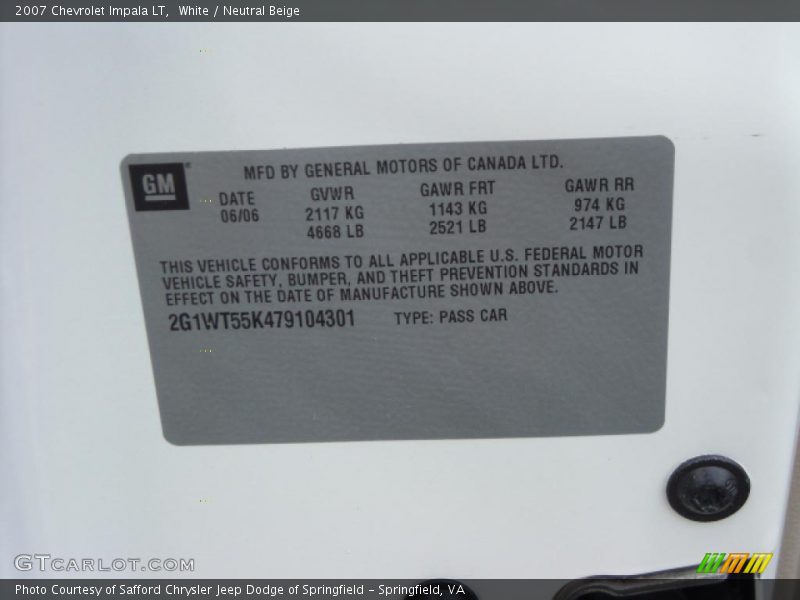 2007 Chevrolet Impala LT,  White / Neutral Beige
GM
MFD BY GENERAL MOTORS OF CANADA LTD.
DATE GVWR GAWR FRT GAWR RR
06/06 2117 KG 1143 KG 974 KG
4668 LB 2521 LB 2147 LB
THIS VEHICLE CONFORMS TO ALL APPLICABLE U.S. FEDERAL MOTOR
VEHICLE SAFETY, BUMPER, AND THEFT PREVENTION STANDARDS IN
EFFECT ON THE DATE OF MANUFACTURE SHOWN ABOVE.
2G1WT55K479104301 TYPE: PASS CAR
GTCARLOT.COM
Photo Courtesy of Safford Chrysler Jeep Dodge of Springfield – Springfield, VA